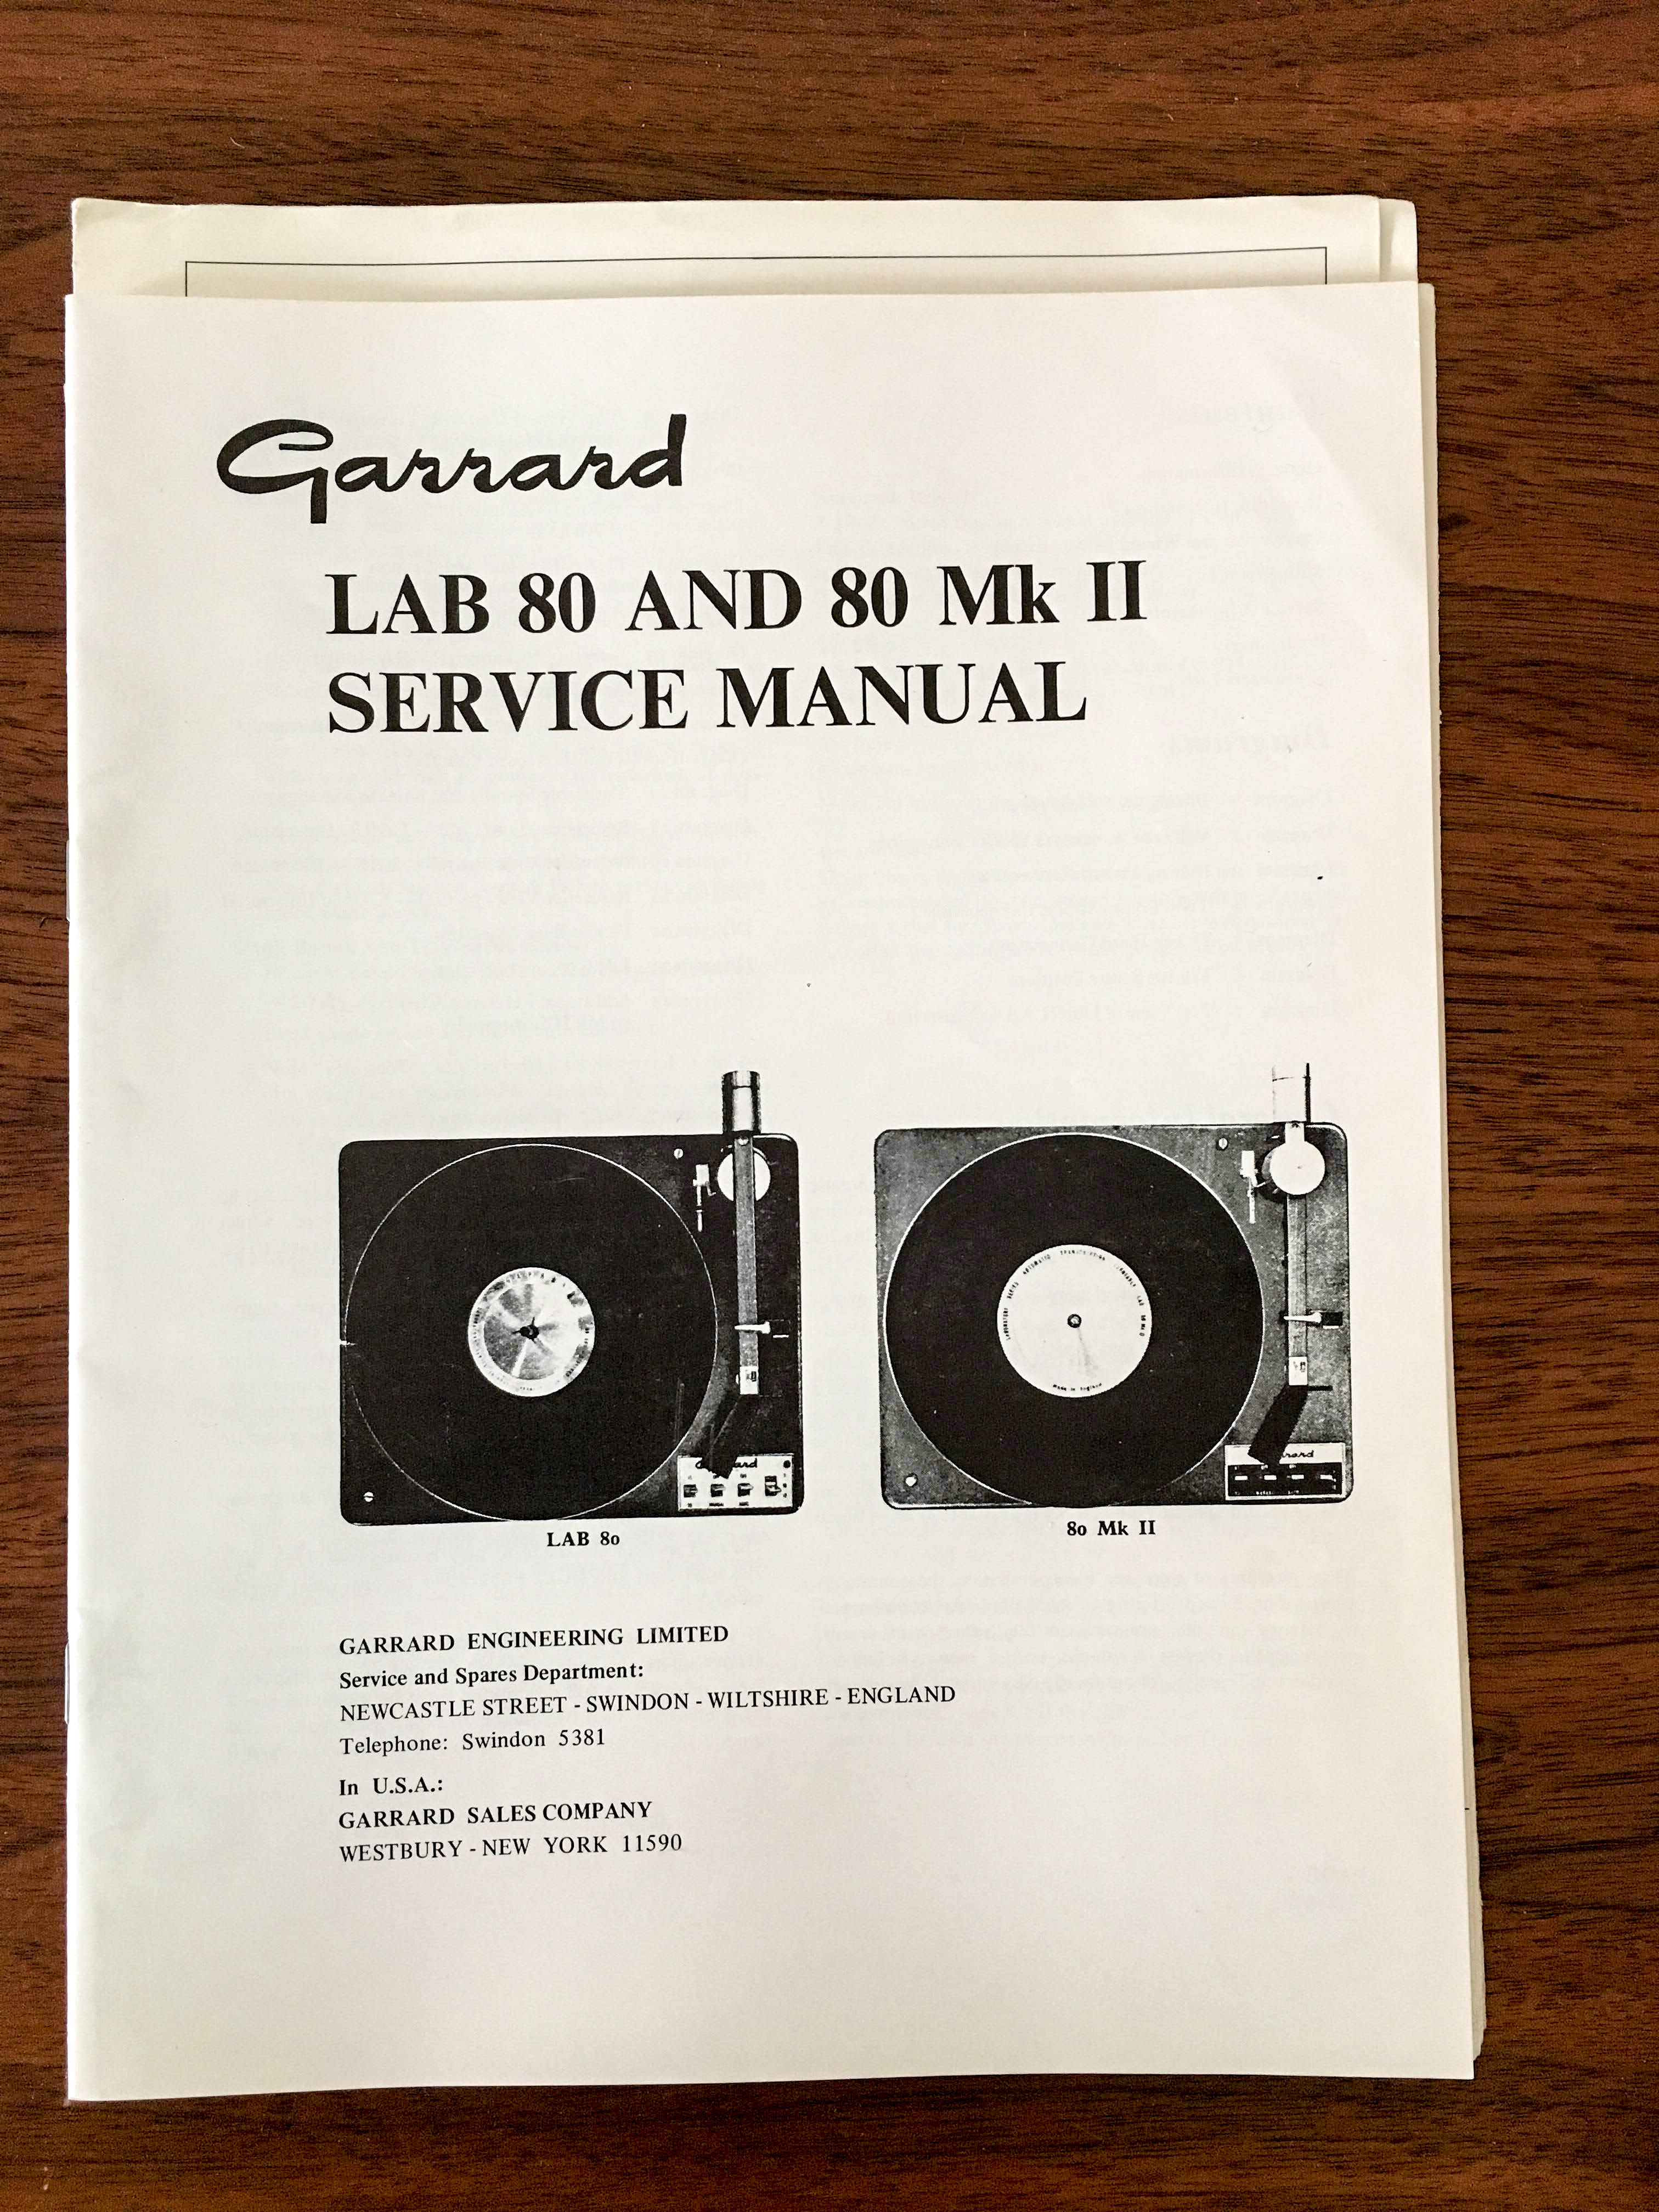 Garrard
LAB 80 AND 80 Mk II
SERVICE MANUAL
LAB 80
80 Mk II
GARRARD ENGINEERING LIMITED
Service and Spares Department:
NEWCASTLE STREET - SWINDON - WILTSHIRE - ENGLAND
Telephone: Swindon 5381
In U.S.A.:
GARRARD SALES COMPANY
WESTBURY - NEW YORK 11590